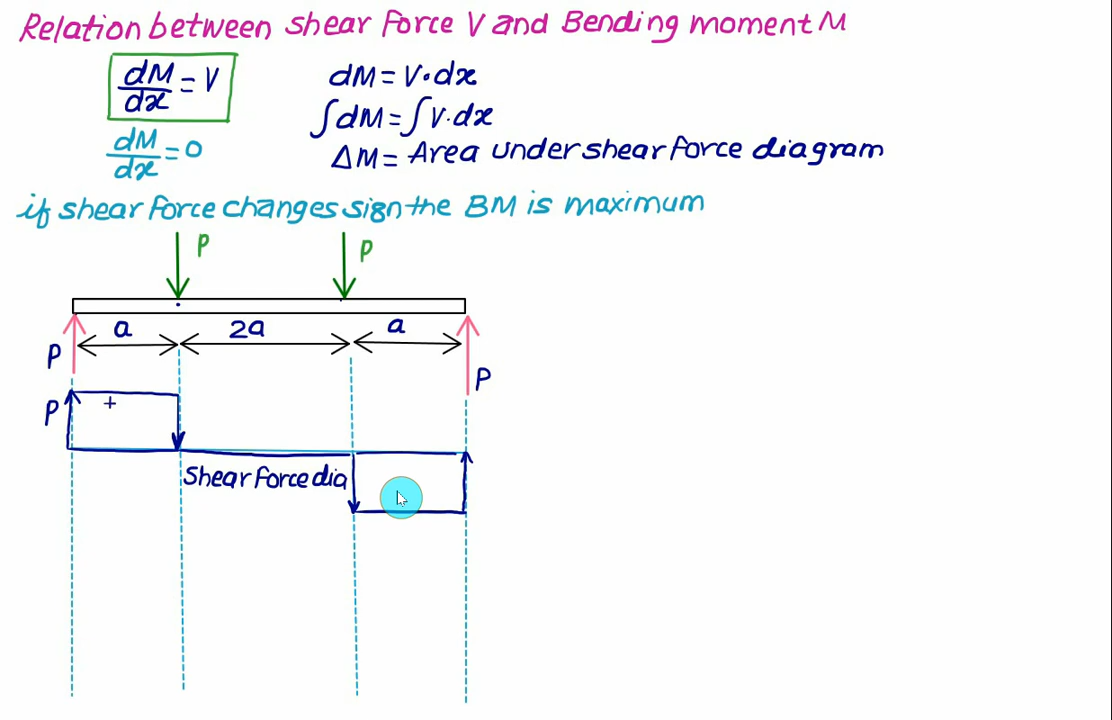 Relation between shear force V and Bending moment M
dM/dx = V
dM = V·dx
∫dM = ∫V·dx
dM/dx = 0
ΔM = Area under shear force diagram
if shear force changes sign the BM is maximum
P
P
a
2a
a
P
P
P
+
Shear force dia